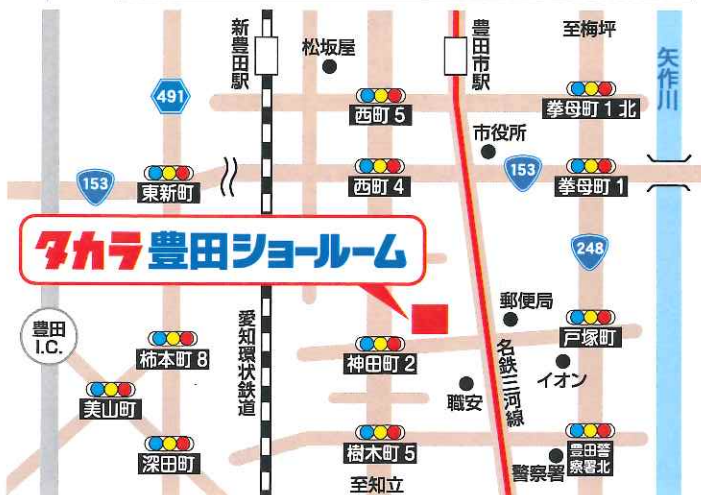 新豊田駅
松坂屋
豊田市駅
至梅坪
矢作川
491
西町5
拳母町1北
市役所
153
東新町
西町4
153
拳母町1
タカラ豊田ショールーム
248
豊田
I.C.
柿本町8
愛知環状鉄道
神田町2
郵便局
戸塚町
名鉄三河線
イオン
美山町
職安
深田町
樹木町5
豊田警
察署北
警察署
至知立